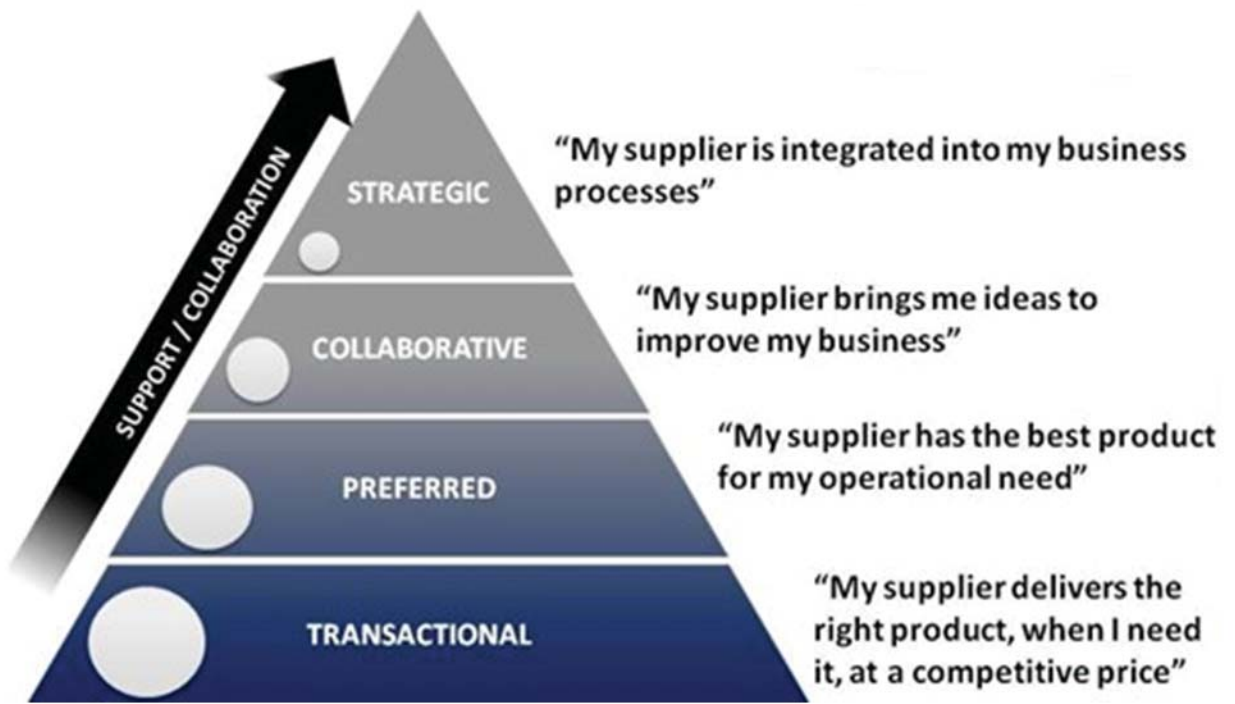 SUPPORT / COLLABORATION
STRATEGIC
“My supplier is integrated into my business
processes”
COLLABORATIVE
“My supplier brings me ideas to
improve my business”
PREFERRED
“My supplier has the best product
for my operational need”
TRANSACTIONAL
“My supplier delivers the
right product, when I need
it, at a competitive price”